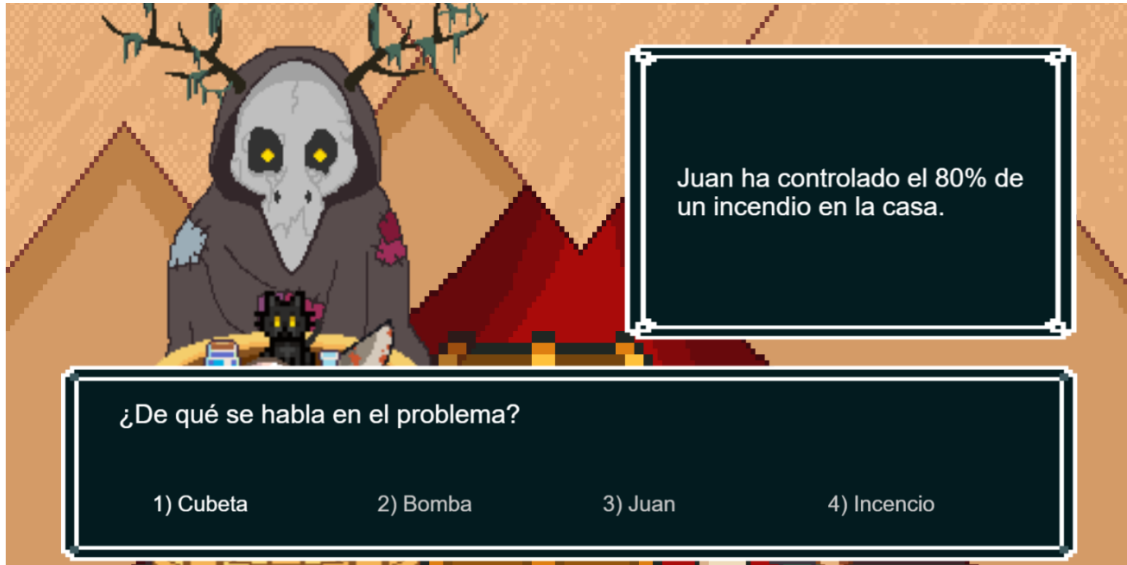 Juan ha controlado el 80% de
un incendio en la casa.
¿De qué se habla en el problema?
1) Cubeta 2) Bomba 3) Juan 4) Incencio